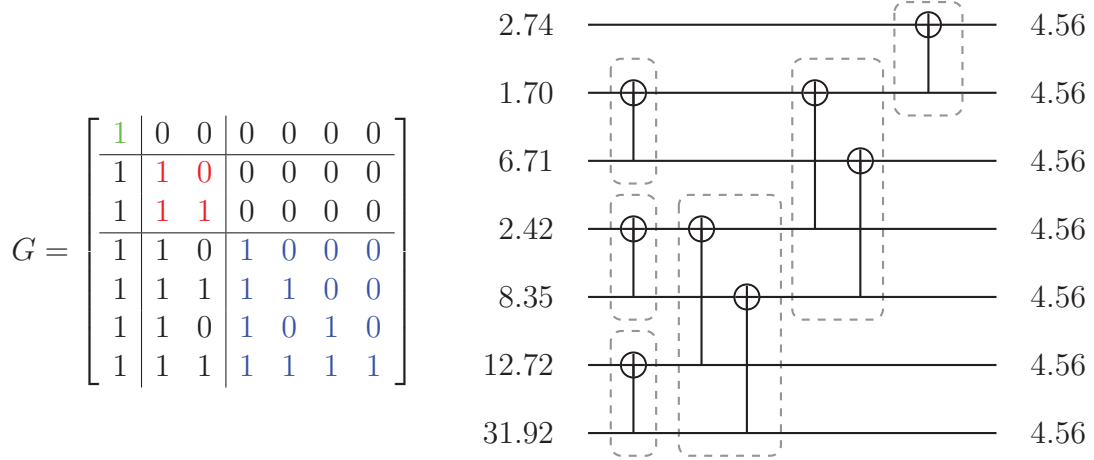 G =
1 0 0 0 0 0 0
1 1 0 0 0 0 0
1 1 1 0 0 0 0
1 1 0 1 0 0 0
1 1 1 1 1 0 0
1 1 0 1 0 1 0
1 1 1 1 1 1 1
2.74 4.56
1.70 4.56
6.71 4.56
2.42 4.56
8.35 4.56
12.72 4.56
31.92 4.56